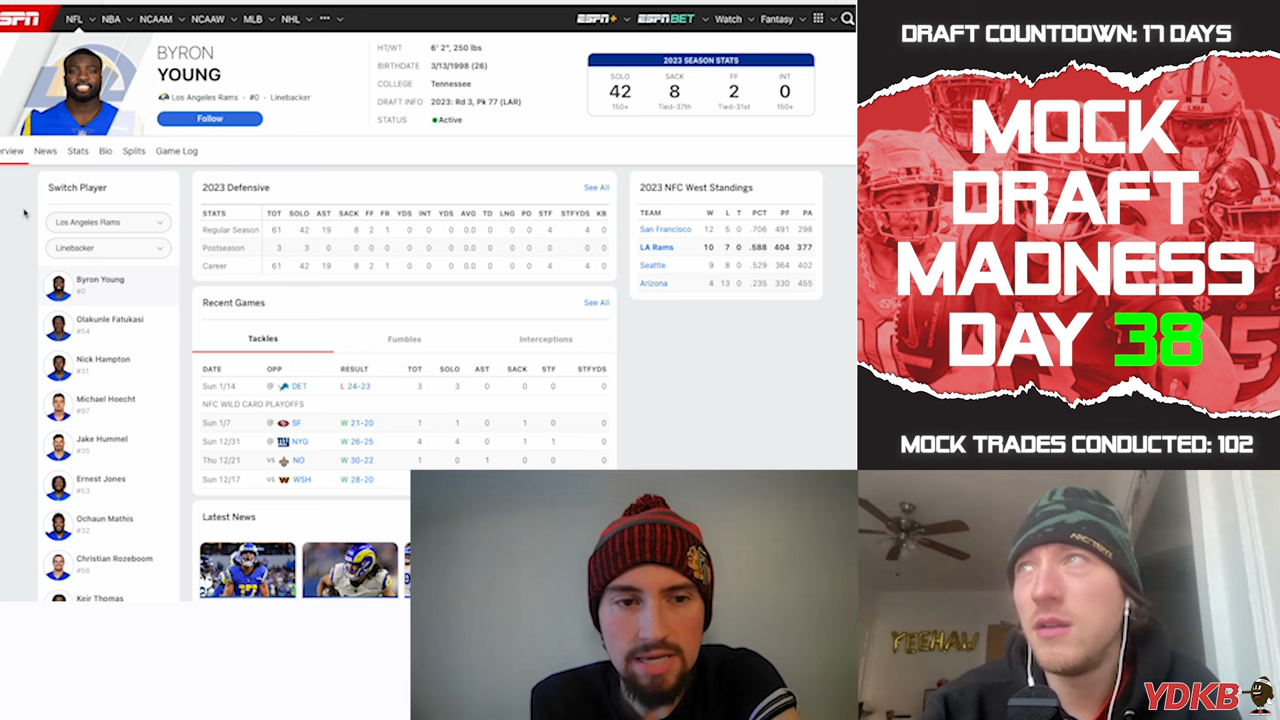 ESPN NFL NBA NCAAM NCAAW MLB NHL ••• ESPN+ ESPN BET Watch Fantasy
BYRON
YOUNG
Los Angeles Rams · #0 · Linebacker
Follow
HT/WT 6' 2", 250 lbs
BIRTHDATE 3/13/1998 (26)
COLLEGE Tennessee
DRAFT INFO 2023: Rd 3, Pk 77 (LAR)
STATUS Active
2023 SEASON STATS
SOLO SACK FF INT
42 8 2 0
150+ Tied-37th Tied-31st 150+
erview News Stats Bio Splits Game Log
Switch Player
Los Angeles Rams
Linebacker
Byron Young
#0
Olakunle Fatukasi
#54
Nick Hampton
#31
Michael Hoecht
#97
Jake Hummel
#35
Ernest Jones
#53
Ochaun Mathis
#32
Christian Rozeboom
#56
Keir Thomas
2023 Defensive See All
STATS TOT SOLO AST SACK FF FR YDS INT YDS AVG TD LNG PD STF STFYDS KB
Regular Season 61 42 19 8 2 1 0 0 0 0.0 0 0 0 4 4 0
Postseason 3 3 0 0 0 0 0 0 0 0.0 0 0 0 0 0 0
Career 61 42 19 8 2 1 0 0 0 0.0 0 0 0 4 4 0
Recent Games See All
Tackles Fumbles Interceptions
DATE OPP RESULT TOT SOLO AST SACK STF STFYDS
Sun 1/14 @ DET L 24-23 3 3 0 0 0 0
NFC WILD CARD PLAYOFFS
Sun 1/7 @ SF W 21-20 1 1 0 1 0 0
Sun 12/31 @ NYG W 26-25 4 4 0 1 1 0
Thu 12/21 vs NO W 30-22 1 0 1 0 0 0
Sun 12/17 vs WSH W 28-20
Latest News
2023 NFC West Standings
TEAM W L T PCT PF PA
San Francisco 12 5 0 .706 491 298
LA Rams 10 7 0 .588 404 377
Seattle 9 8 0 .529 364 402
Arizona 4 13 0 .235 330 455
DRAFT COUNTDOWN: 17 DAYS
MOCK
DRAFT
MADNESS
DAY 38
MOCK TRADES CONDUCTED: 102
ARC'TERYX
YEEHAW
YDKB